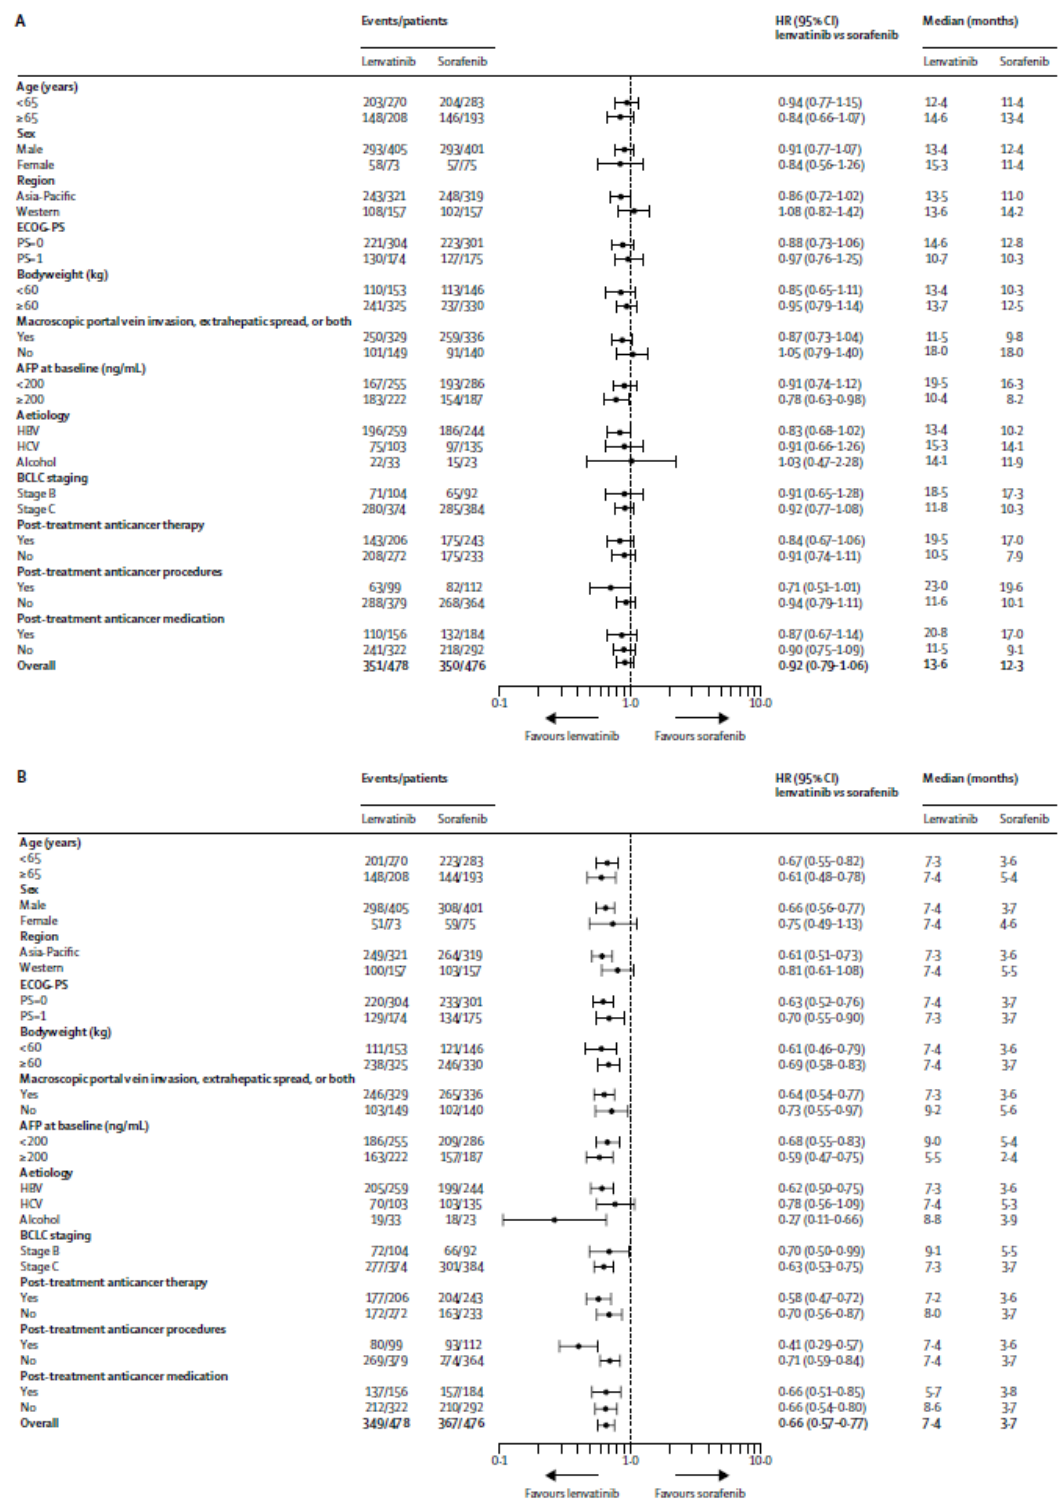 A Events/patients HR (95% CI) lenvatinib vs sorafenib Median (months)
Lenvatinib Sorafenib Lenvatinib Sorafenib
Age (years)
<65 203/270 204/283 0·94 (0·77–1·15) 12·4 11·4
≥65 148/208 146/193 0·84 (0·66–1·07) 14·6 13·4
Sex
Male 293/405 293/401 0·91 (0·77–1·07) 13·4 12·4
Female 58/73 57/75 0·84 (0·56–1·26) 15·3 11·4
Region
Asia-Pacific 243/321 248/319 0·86 (0·72–1·02) 13·5 11·0
Western 108/157 102/157 1·08 (0·82–1·42) 13·6 14·2
ECOG-PS
PS=0 221/304 223/301 0·88 (0·73–1·06) 14·6 12·8
PS=1 130/174 127/175 0·97 (0·76–1·25) 10·7 10·3
Bodyweight (kg)
<60 110/153 113/146 0·85 (0·65–1·11) 13·4 10·3
≥60 241/325 237/330 0·95 (0·79–1·14) 13·7 12·5
Macroscopic portal vein invasion, extrahepatic spread, or both
Yes 250/329 259/336 0·87 (0·73–1·04) 11·5 9·8
No 101/149 91/140 1·05 (0·79–1·40) 18·0 18·0
AFP at baseline (ng/mL)
<200 167/255 193/286 0·91 (0·74–1·12) 19·5 16·3
≥200 183/222 154/187 0·78 (0·63–0·98) 10·4 8·2
Aetiology
HBV 196/259 186/244 0·83 (0·68–1·02) 13·4 10·2
HCV 75/103 97/135 0·91 (0·66–1·26) 15·3 14·1
Alcohol 22/33 15/23 1·03 (0·47–2·28) 14·1 11·9
BCLC staging
Stage B 71/104 65/92 0·91 (0·65–1·28) 18·5 17·3
Stage C 280/374 285/384 0·92 (0·77–1·08) 11·8 10·3
Post-treatment anticancer therapy
Yes 143/206 175/243 0·84 (0·67–1·06) 19·5 17·0
No 208/272 175/233 0·91 (0·74–1·11) 10·5 7·9
Post-treatment anticancer procedures
Yes 63/99 82/112 0·71 (0·51–1·01) 23·0 19·6
No 288/379 268/364 0·94 (0·79–1·11) 11·6 10·1
Post-treatment anticancer medication
Yes 110/156 132/184 0·87 (0·67–1·14) 20·8 17·0
No 241/322 218/292 0·90 (0·75–1·09) 11·5 9·1
Overall 351/478 350/476 0·92 (0·79–1·06) 13·6 12·3
0·1 1·0 10·0
Favours lenvatinib Favours sorafenib
B Events/patients HR (95% CI) lenvatinib vs sorafenib Median (months)
Lenvatinib Sorafenib Lenvatinib Sorafenib
Age (years)
<65 201/270 223/283 0·67 (0·55–0·82) 7·3 3·6
≥65 148/208 144/193 0·61 (0·48–0·78) 7·4 5·4
Sex
Male 298/405 308/401 0·66 (0·56–0·77) 7·4 3·7
Female 51/73 59/75 0·75 (0·49–1·13) 7·4 4·6
Region
Asia-Pacific 249/321 264/319 0·61 (0·51–0·73) 7·3 3·6
Western 100/157 103/157 0·81 (0·61–1·08) 7·4 5·5
ECOG-PS
PS=0 220/304 233/301 0·63 (0·52–0·76) 7·4 3·7
PS=1 129/174 134/175 0·70 (0·55–0·90) 7·3 3·7
Bodyweight (kg)
<60 111/153 121/146 0·61 (0·46–0·79) 7·4 3·6
≥60 238/325 246/330 0·69 (0·58–0·83) 7·4 3·7
Macroscopic portal vein invasion, extrahepatic spread, or both
Yes 246/329 265/336 0·64 (0·54–0·77) 7·3 3·6
No 103/149 102/140 0·73 (0·55–0·97) 9·2 5·6
AFP at baseline (ng/mL)
<200 186/255 209/286 0·68 (0·55–0·83) 9·0 5·4
≥200 163/222 157/187 0·59 (0·47–0·75) 5·5 2·4
Aetiology
HBV 205/259 199/244 0·62 (0·50–0·75) 7·3 3·6
HCV 70/103 103/135 0·78 (0·56–1·09) 7·4 5·3
Alcohol 19/33 18/23 0·27 (0·11–0·66) 8·8 3·9
BCLC staging
Stage B 72/104 66/92 0·70 (0·50–0·99) 9·1 5·5
Stage C 277/374 301/384 0·63 (0·53–0·75) 7·3 3·7
Post-treatment anticancer therapy
Yes 177/206 204/243 0·58 (0·47–0·72) 7·2 3·6
No 172/272 163/233 0·70 (0·56–0·87) 8·0 3·7
Post-treatment anticancer procedures
Yes 80/99 93/112 0·41 (0·29–0·57) 7·4 3·6
No 269/379 274/364 0·71 (0·59–0·84) 7·4 3·7
Post-treatment anticancer medication
Yes 137/156 157/184 0·66 (0·51–0·85) 5·7 3·8
No 212/322 210/292 0·66 (0·54–0·80) 8·6 3·7
Overall 349/478 367/476 0·66 (0·57–0·77) 7·4 3·7
0·1 1·0 10·0
Favours lenvatinib Favours sorafenib